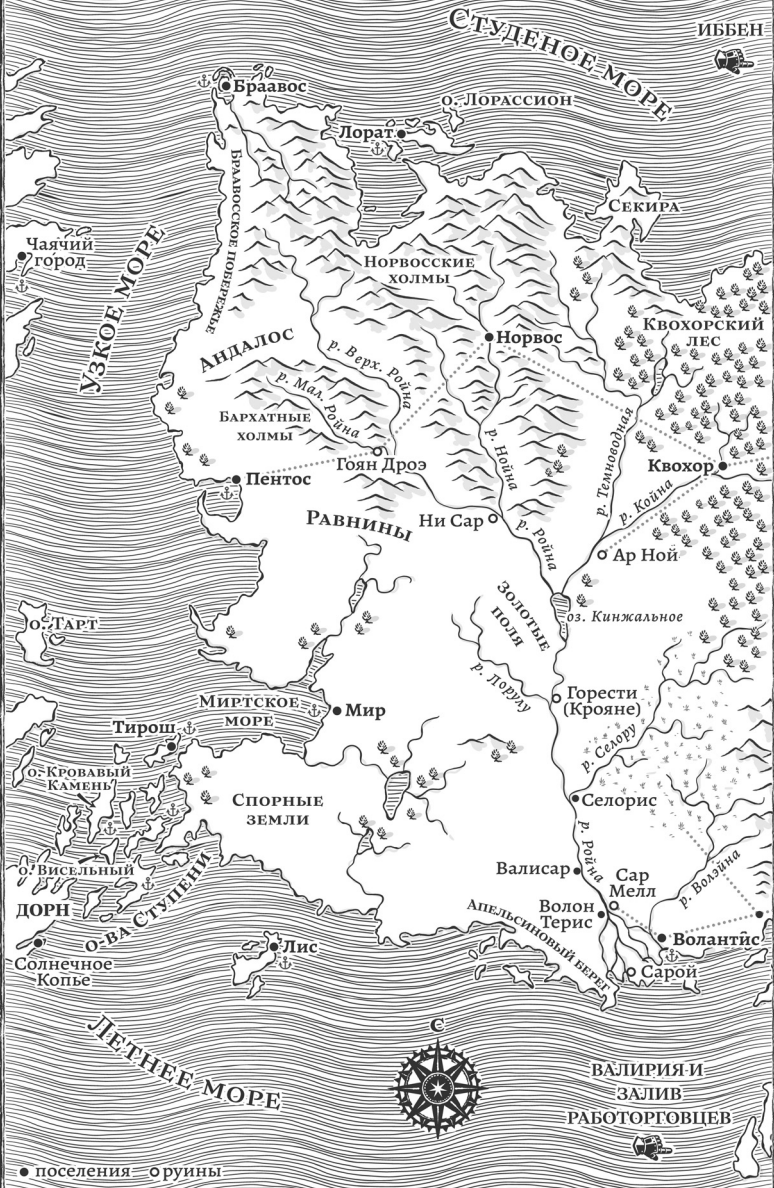 Студеное море
ИББЕН
Браавос
о. Лорассион
Лорат
Браавосское побережье
Секира
Чаячий
город
Узкое море
Норвосские
холмы
Квохорский
лес
Норвос
Андалос
р. Верх. Ройна
р. Мал. Ройна
Бархатные
холмы
Гоян Дроэ
р. Нойна
р. Темноводная
Квохор
Пентос
р. Койна
Равнины
Ни Сар
р. Ройна
Ар Ной
Золотые
поля
оз. Кинжальное
о. Тарт
р. Лорулу
Горести
(Крояне)
Миртское
море
Мир
Тирош
р. Селору
о. Кровавый
Камень
Спорные
земли
Селорис
р. Ройна
о. Висельный
Валисар
Сар
Мелл
р. Волэйна
ДОРН
о-ва Ступени
Волон
Терис
Апельсиновый берег
Волантис
Солнечное
Копье
Лис
Сарой
Летнее море
С
ВАЛИРИЯ И
ЗАЛИВ
РАБОТОРГОВЦЕВ
поселения руины